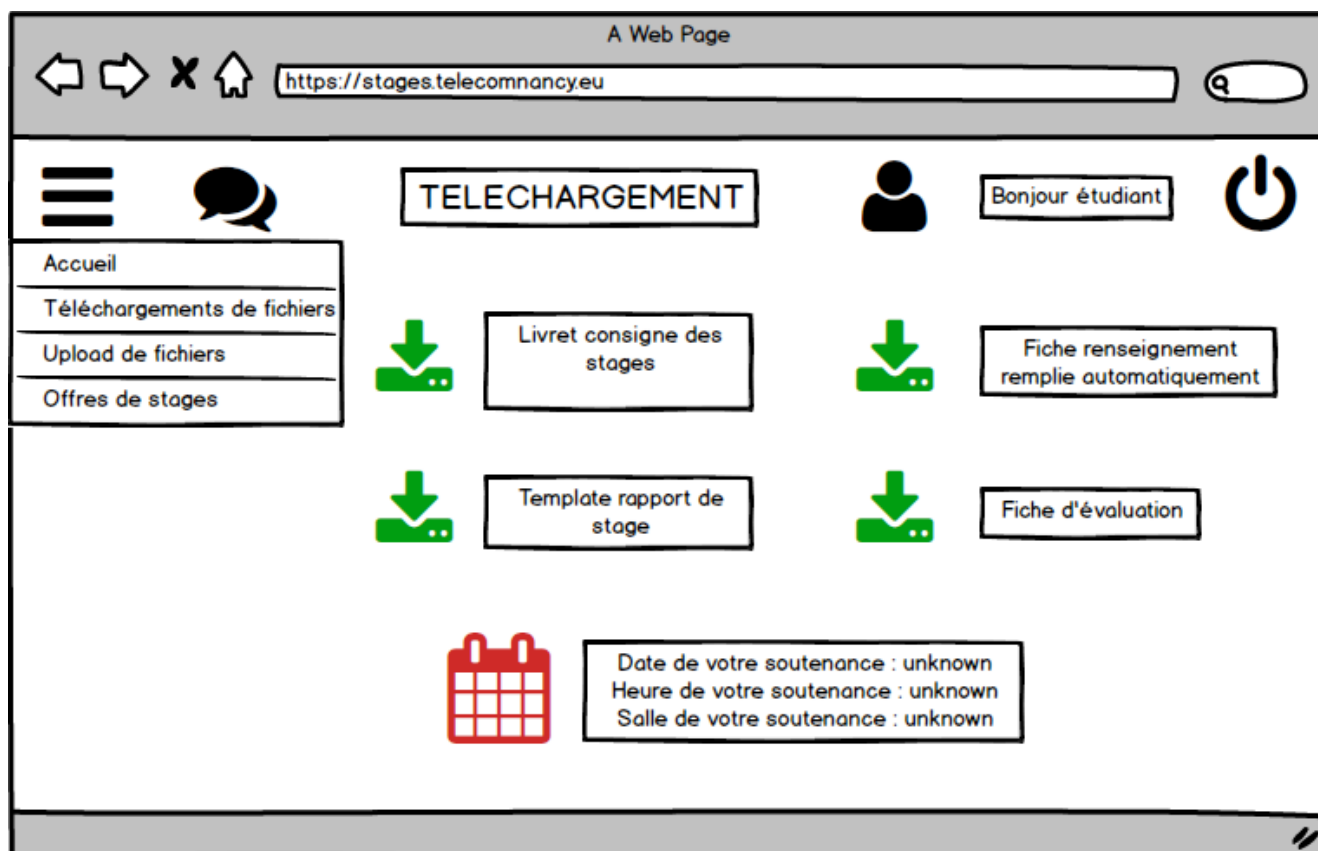 A Web Page
https://stages.telecomnancy.eu
TELECHARGEMENT
Bonjour étudiant
Accueil
Téléchargements de fichiers
Upload de fichiers
Offres de stages
Livret consigne des
stages
Fiche renseignement
remplie automatiquement
Template rapport de
stage
Fiche d'évaluation
Date de votre soutenance : unknown
Heure de votre soutenance : unknown
Salle de votre soutenance : unknown